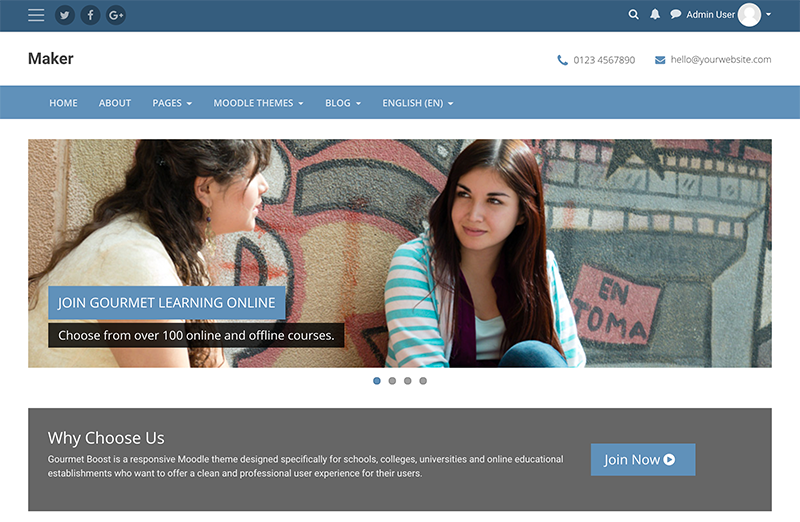 G+
Admin User
Maker
0123 4567890
hello@yourwebsite.com
HOME ABOUT PAGES MOODLE THEMES BLOG ENGLISH (EN)
JOIN GOURMET LEARNING ONLINE
Choose from over 100 online and offline courses.
EN
TOMA
Why Choose Us
Gourmet Boost is a responsive Moodle theme designed specifically for schools, colleges, universities and online educational
establishments who want to offer a clean and professional user experience for their users.
Join Now